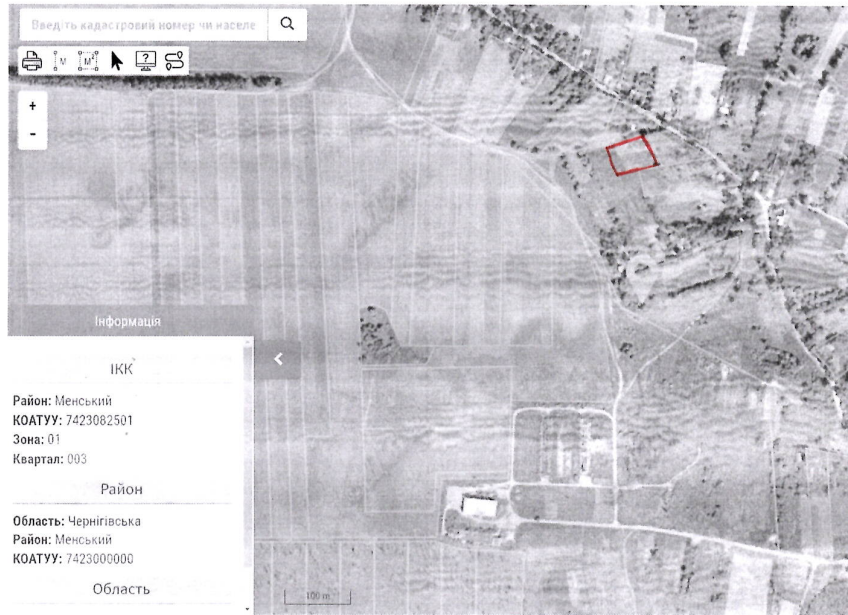 Введіть кадастровий номер чи населе
М
М²
?
+
-
Інформація
ІКК
Район: Менський
КОАТУУ: 7423082501
Зона: 01
Квартал: 003
Район
Область: Чернігівська
Район: Менський
КОАТУУ: 7423000000
Область
100 m